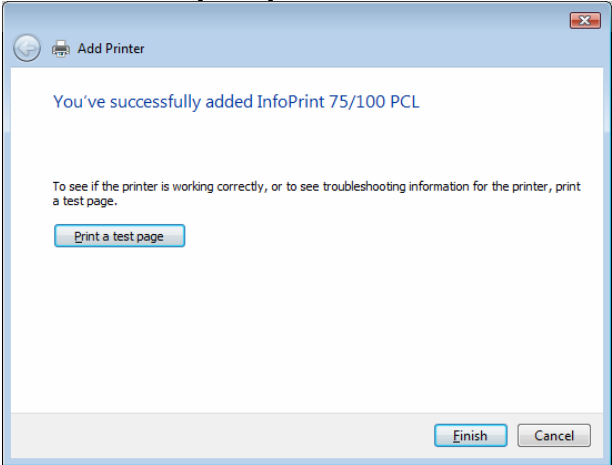 Add Printer
You've successfully added InfoPrint 75/100 PCL
To see if the printer is working correctly, or to see troubleshooting information for the printer, print
a test page.
Print a test page
Finish Cancel